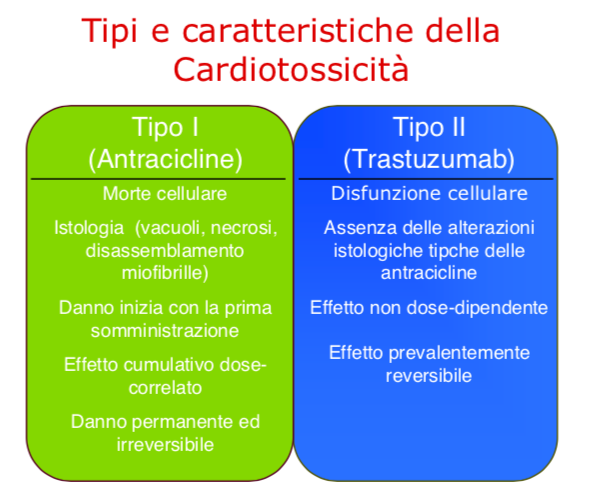 Tipi e caratteristiche della
Cardiotossicità
Tipo I
(Antracicline)
Morte cellulare
Istologia (vacuoli, necrosi,
disassemblamento
miofibrille)
Danno inizia con la prima
somministrazione
Effetto cumulativo dose-
correlato
Danno permanente ed
irreversibile
Tipo II
(Trastuzumab)
Disfunzione cellulare
Assenza delle alterazioni
istologiche tipche delle
antracicline
Effetto non dose-dipendente
Effetto prevalentemente
reversibile